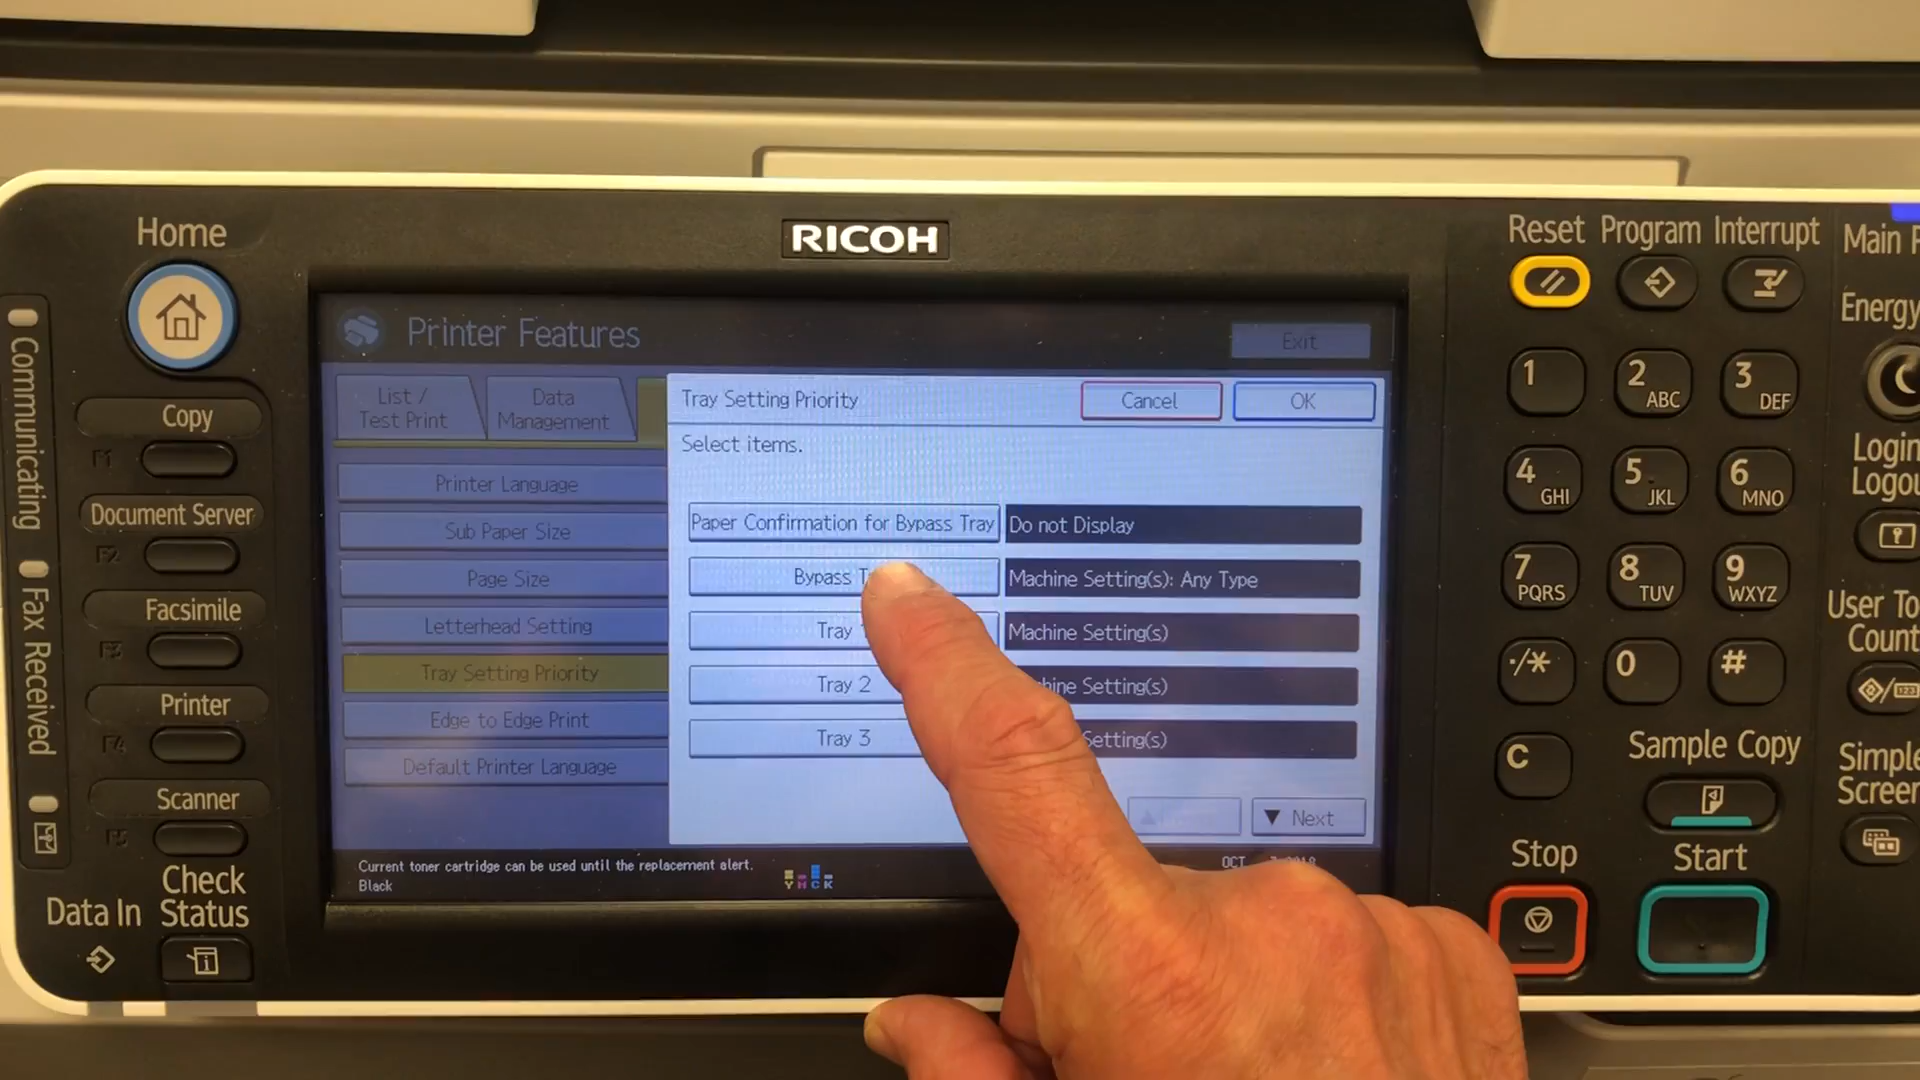 Home
RICOH
Reset Program Interrupt
Main
Energy
Communicating
Fax Received
Copy
F1
Document Server
F2
Facsimile
F3
Printer
F4
Scanner
F5
Check
Status
Data In
Printer Features
Exit
List /
Test Print
Data
Management
Printer Language
Sub Paper Size
Page Size
Letterhead Setting
Tray Setting Priority
Edge to Edge Print
Default Printer Language
Tray Setting Priority
Cancel
OK
Select items.
Paper Confirmation for Bypass Tray
Do not Display
Bypass
Machine Setting(s): Any Type
Tray
Machine Setting(s)
Tray 2
Setting(s)
Tray 3
Setting(s)
▼ Next
Current toner cartridge can be used until the replacement alert.
Black
Y M C K
OCT
1
2 ABC
3 DEF
4 GHI
5 JKL
6 MNO
7 PQRS
8 TUV
9 WXYZ
·/*
0
#
C
Login
Logou
User To
Count
Simple
Screen
Sample Copy
Stop
Start